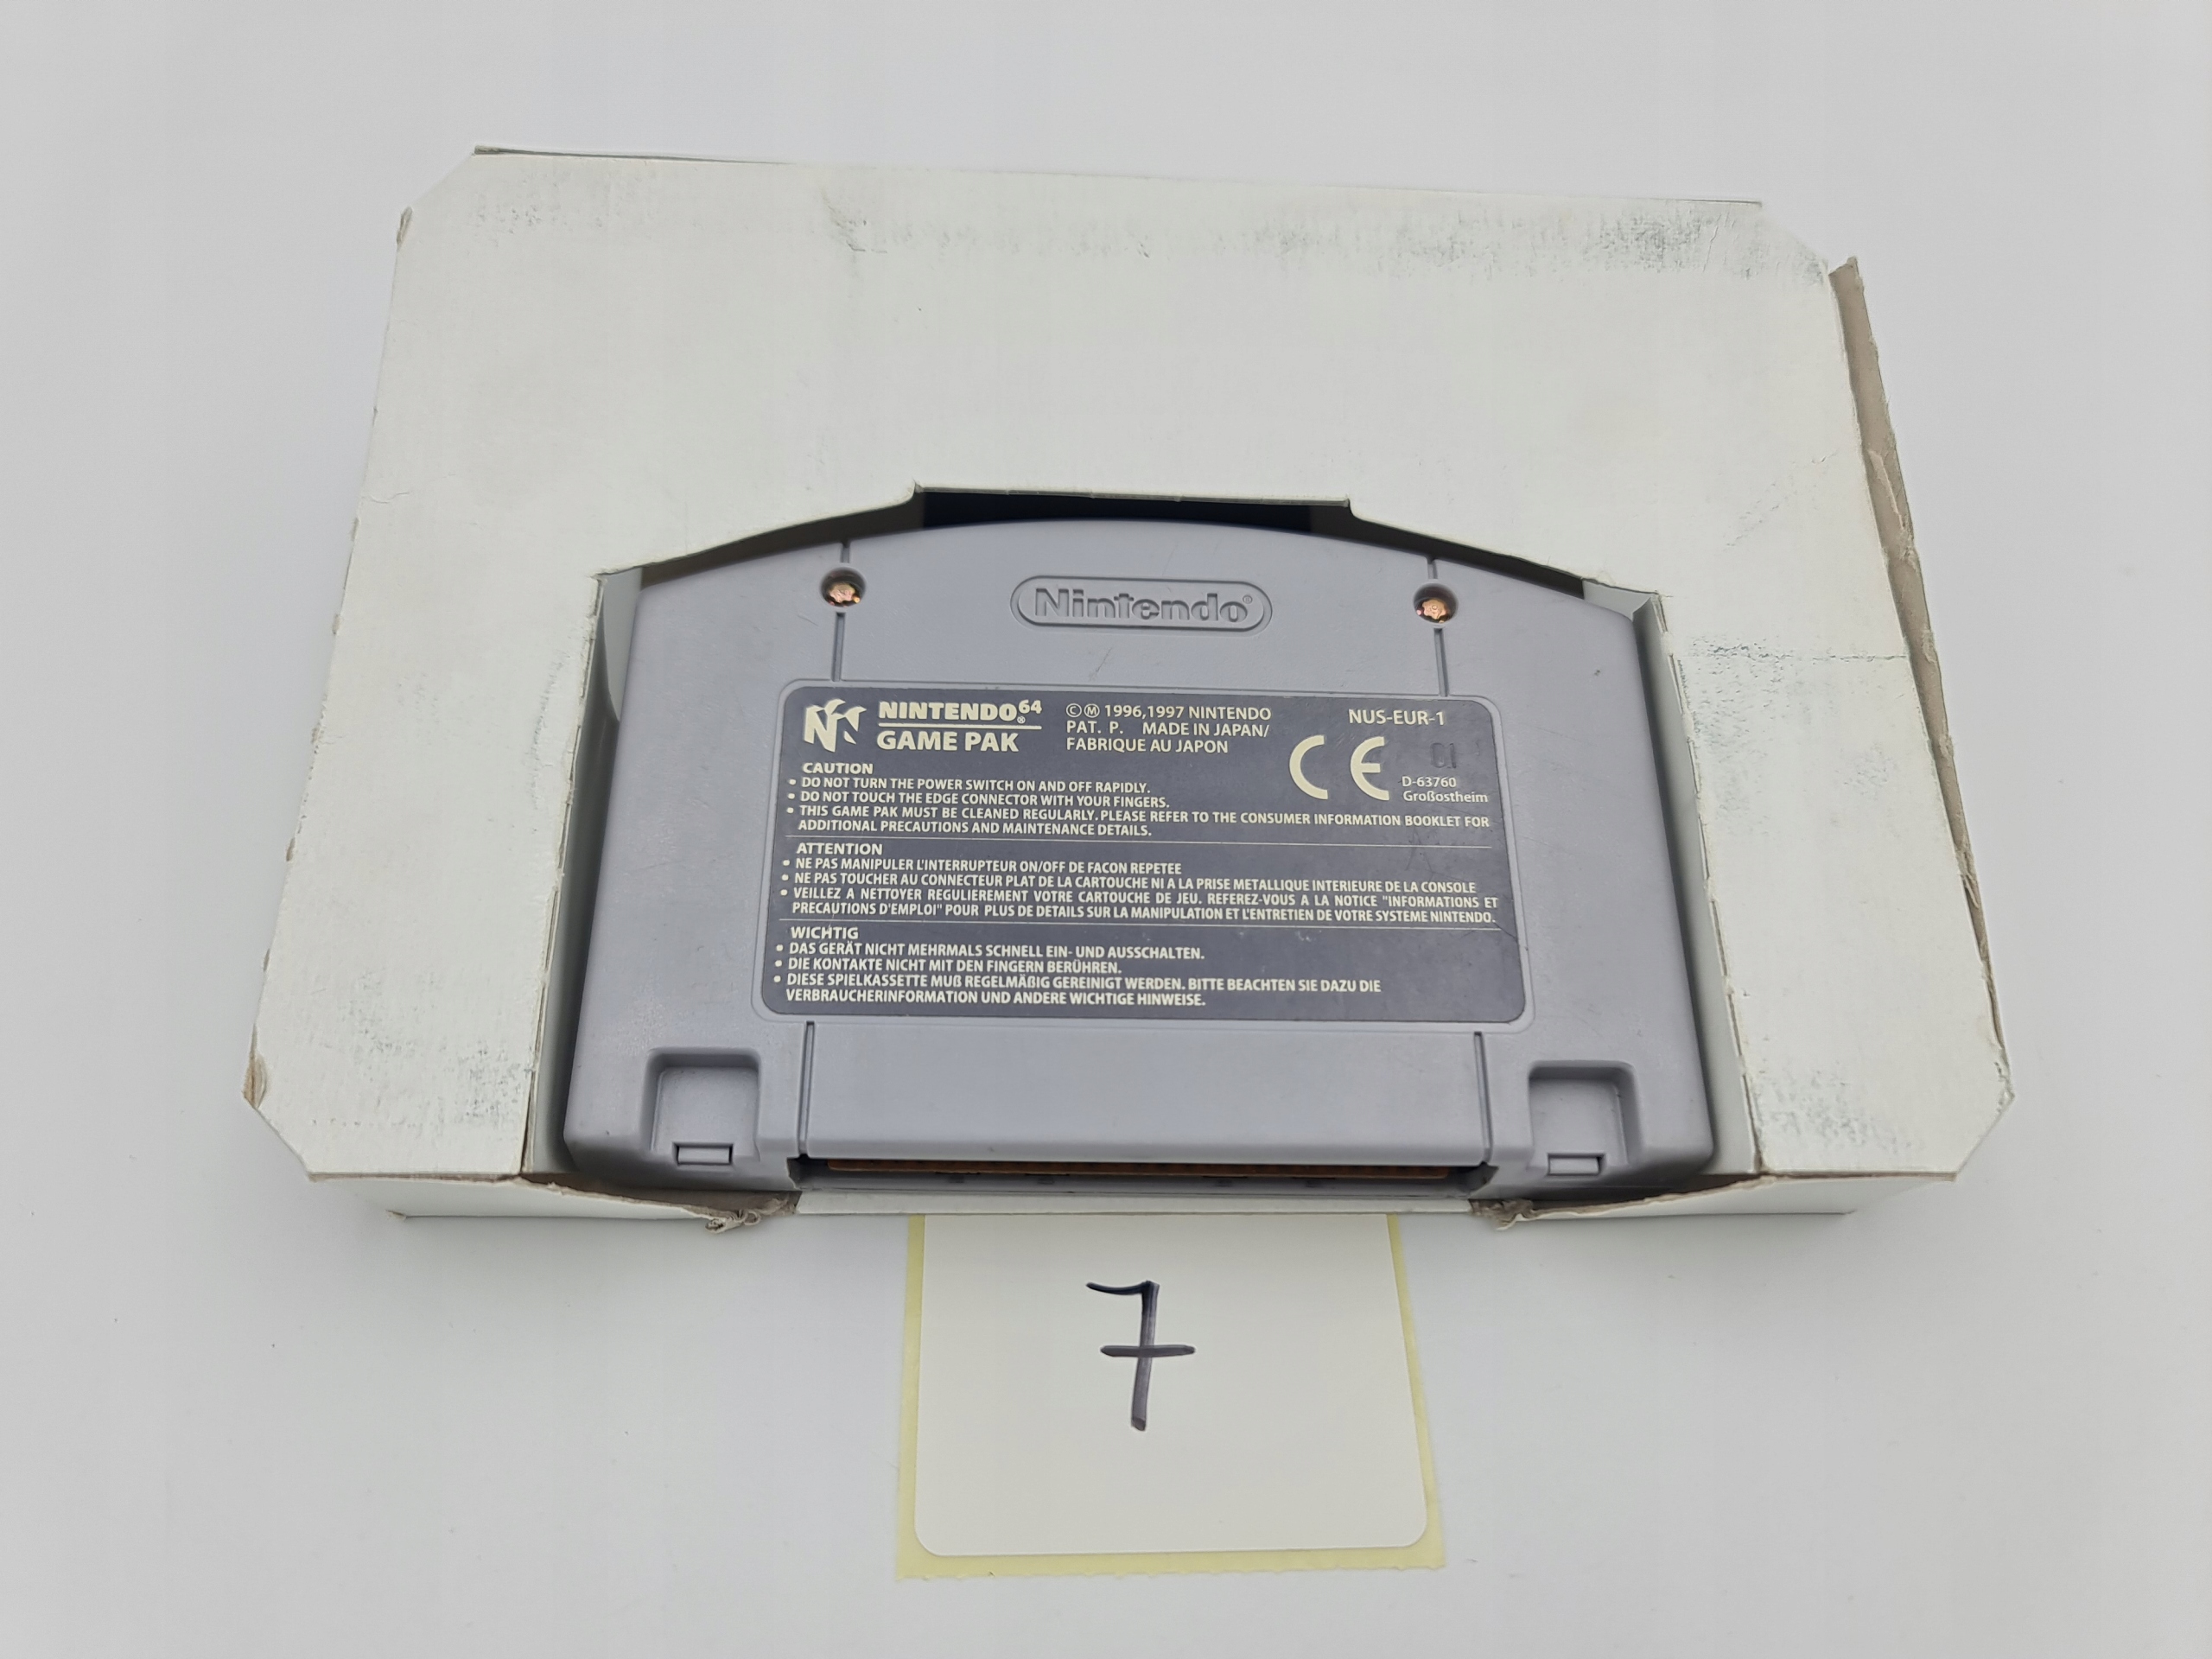 Nintendo®
NINTENDO64®
GAME PAK
©Ⓜ 1996,1997 NINTENDO
PAT. P. MADE IN JAPAN/
FABRIQUE AU JAPON
NUS-EUR-1
CE
D-63760
Großostheim
CAUTION
• DO NOT TURN THE POWER SWITCH ON AND OFF RAPIDLY.
• DO NOT TOUCH THE EDGE CONNECTOR WITH YOUR FINGERS.
• THIS GAME PAK MUST BE CLEANED REGULARLY. PLEASE REFER TO THE CONSUMER INFORMATION BOOKLET FOR
ADDITIONAL PRECAUTIONS AND MAINTENANCE DETAILS.
ATTENTION
• NE PAS MANIPULER L'INTERRUPTEUR ON/OFF DE FACON REPETEE
• NE PAS TOUCHER AU CONNECTEUR PLAT DE LA CARTOUCHE NI A LA PRISE METALLIQUE INTERIEURE DE LA CONSOLE
• VEILLEZ A NETTOYER REGULIEREMENT VOTRE CARTOUCHE DE JEU. REFEREZ-VOUS A LA NOTICE "INFORMATIONS ET
PRECAUTIONS D'EMPLOI" POUR PLUS DE DETAILS SUR LA MANIPULATION ET L'ENTRETIEN DE VOTRE SYSTEME NINTENDO.
WICHTIG
• DAS GERÄT NICHT MEHRMALS SCHNELL EIN- UND AUSSCHALTEN.
• DIE KONTAKTE NICHT MIT DEN FINGERN BERÜHREN.
• DIESE SPIELKASSETTE MUß REGELMÄßIG GEREINIGT WERDEN. BITTE BEACHTEN SIE DAZU DIE
VERBRAUCHERINFORMATION UND ANDERE WICHTIGE HINWEISE.
7